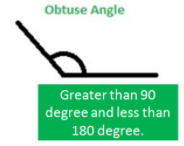 Obtuse Angle
Greater than 90
degree and less than
180 degree.